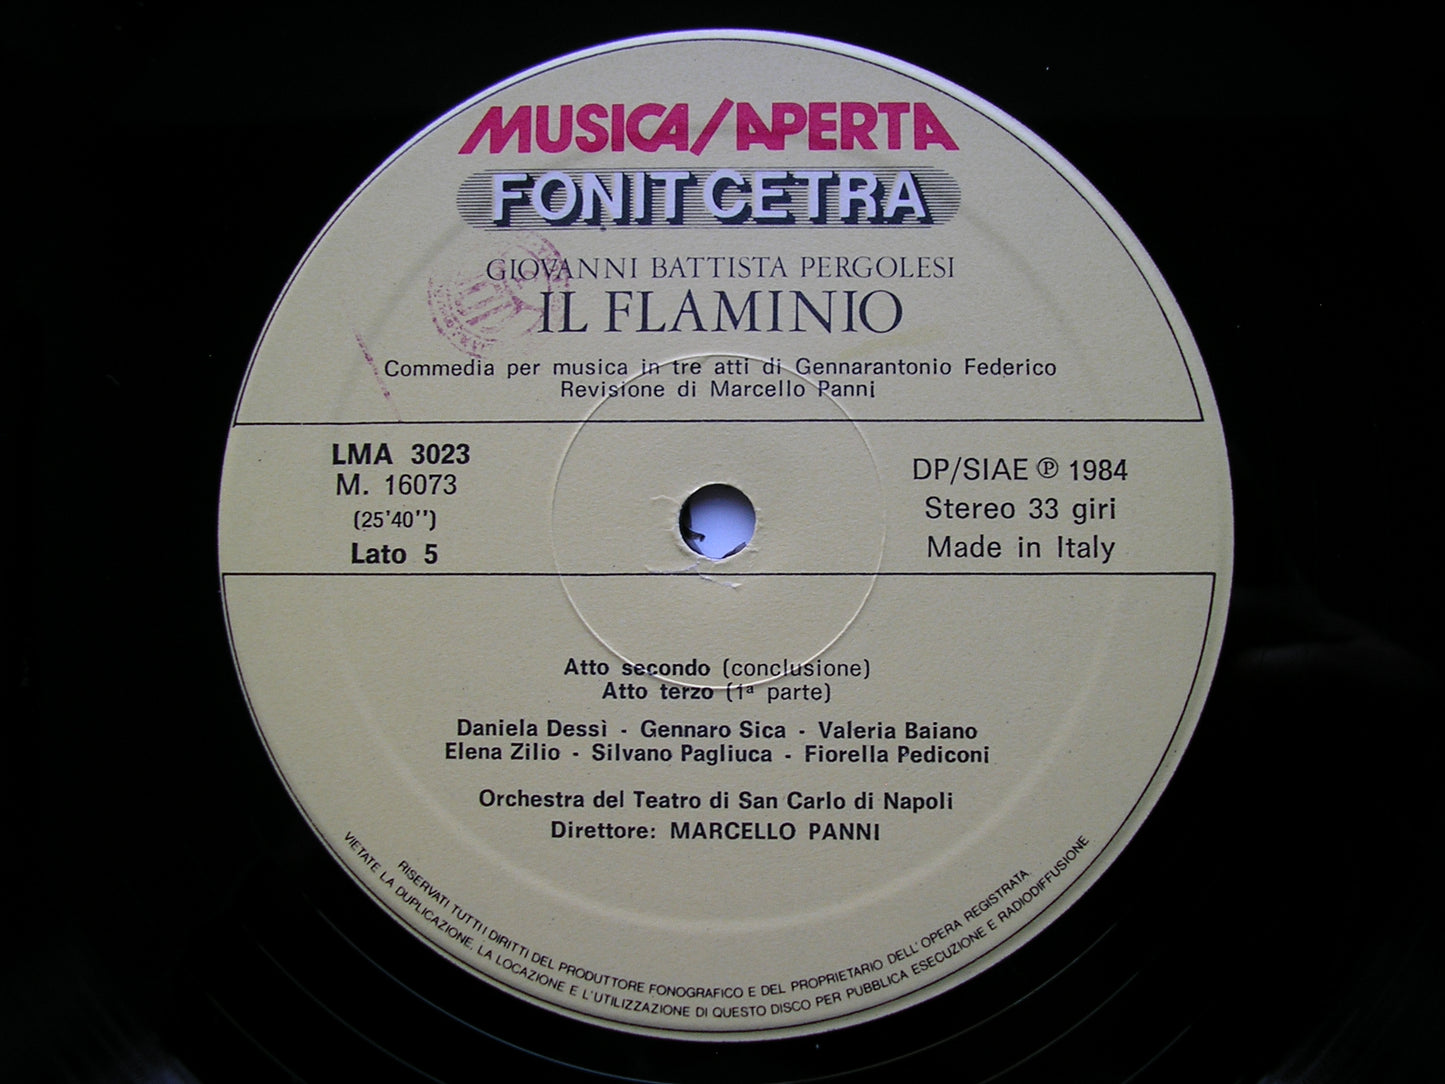 MUSICA/APERTA
FONIT CETRA
GIOVANNI BATTISTA PERGOLESI
IL FLAMINIO
Commedia per musica in tre atti di Gennarantonio Federico
Revisione di Marcello Panni
LMA 3023
M. 16073
(25'40'')
Lato 5
DP/SIAE ℗ 1984
Stereo 33 giri
Made in Italy
Atto secondo (conclusione)
Atto terzo (1ª parte)
Daniela Dessì - Gennaro Sica - Valeria Baiano
Elena Zilio - Silvano Pagliuca - Fiorella Pediconi
Orchestra del Teatro di San Carlo di Napoli
Direttore: MARCELLO PANNI
RISERVATI TUTTI I DIRITTI DEL PRODUTTORE FONOGRAFICO E DEL PROPRIETARIO DELL'OPERA REGISTRATA
VIETATE LA DUPLICAZIONE, LA LOCAZIONE E L'UTILIZZAZIONE DI QUESTO DISCO PER PUBBLICA ESECUZIONE E RADIODIFFUSIONE